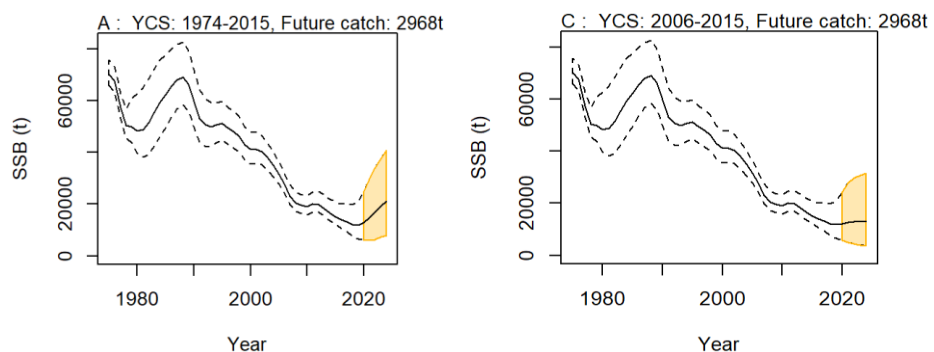 A :  YCS: 1974-2015, Future catch: 2968t
SSB (t)
60000
20000
0
1980
2000
2020
Year
C :  YCS: 2006-2015, Future catch: 2968t
SSB (t)
60000
20000
0
1980
2000
2020
Year